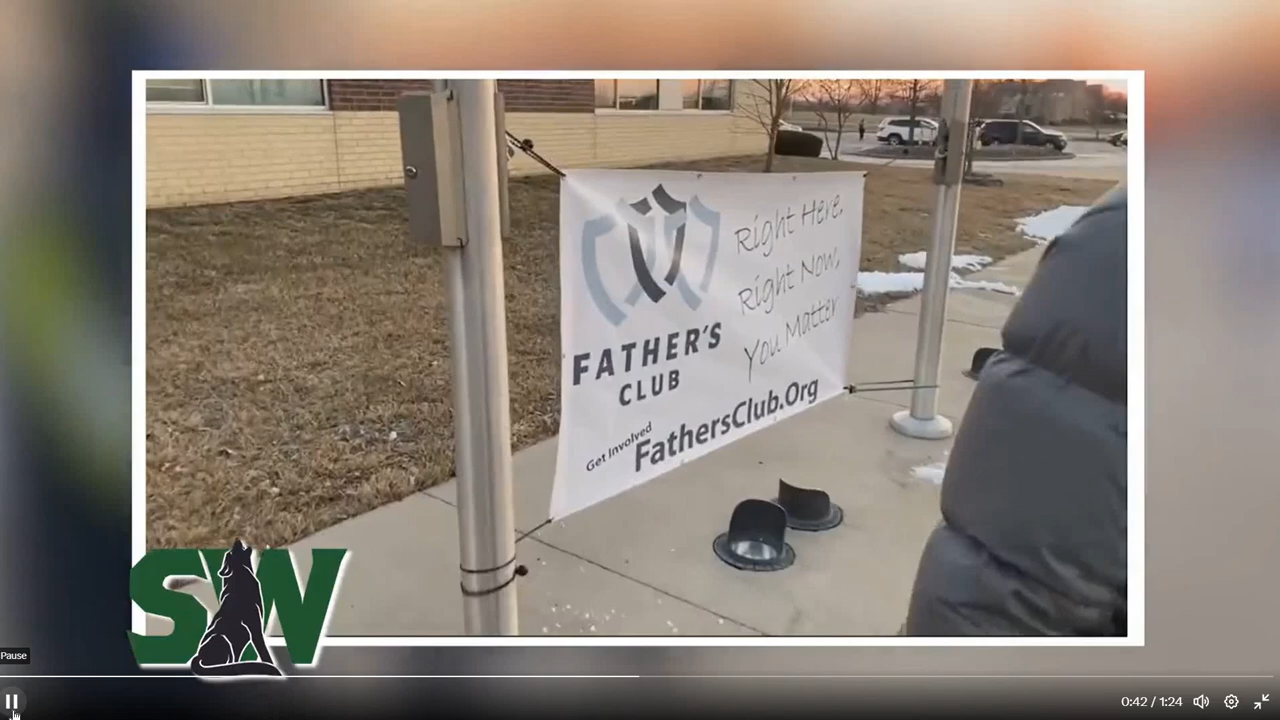 Right Here,
Right Now,
You Matter
FATHER'S
CLUB
Get Involved
FathersClub.Org
SW
Pause
0:42 / 1:24